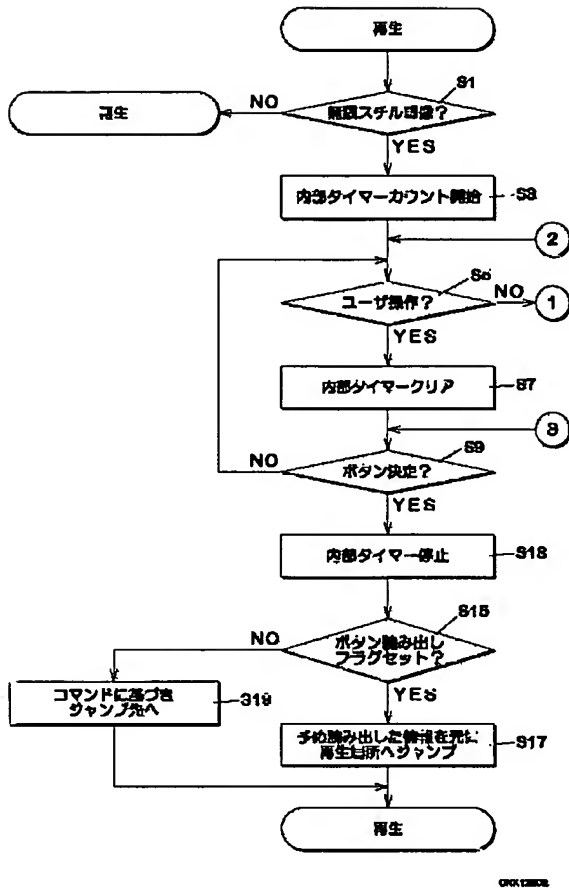 再生
S1
無限スチル映像?
NO
再生
YES
内部タイマーカウント開始
S3
2
S5
ユーザ操作?
NO
1
YES
内部タイマークリア
S7
3
S9
NO
ボタン決定?
YES
内部タイマー停止
S13
S15
NO
ボタン読み出し
フラグセット?
YES
コマンドに基づき
ジャンプ先へ
S19
予め読み出した情報を元に
再生場所へジャンプ
S17
再生